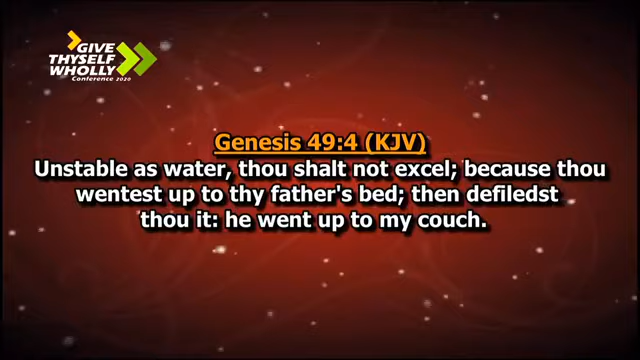 GIVE
THYSELF
WHOLLY
Conference 2020
Genesis 49:4 (KJV)
Unstable as water, thou shalt not excel; because thou
wentest up to thy father's bed; then defiledst
thou it: he went up to my couch.